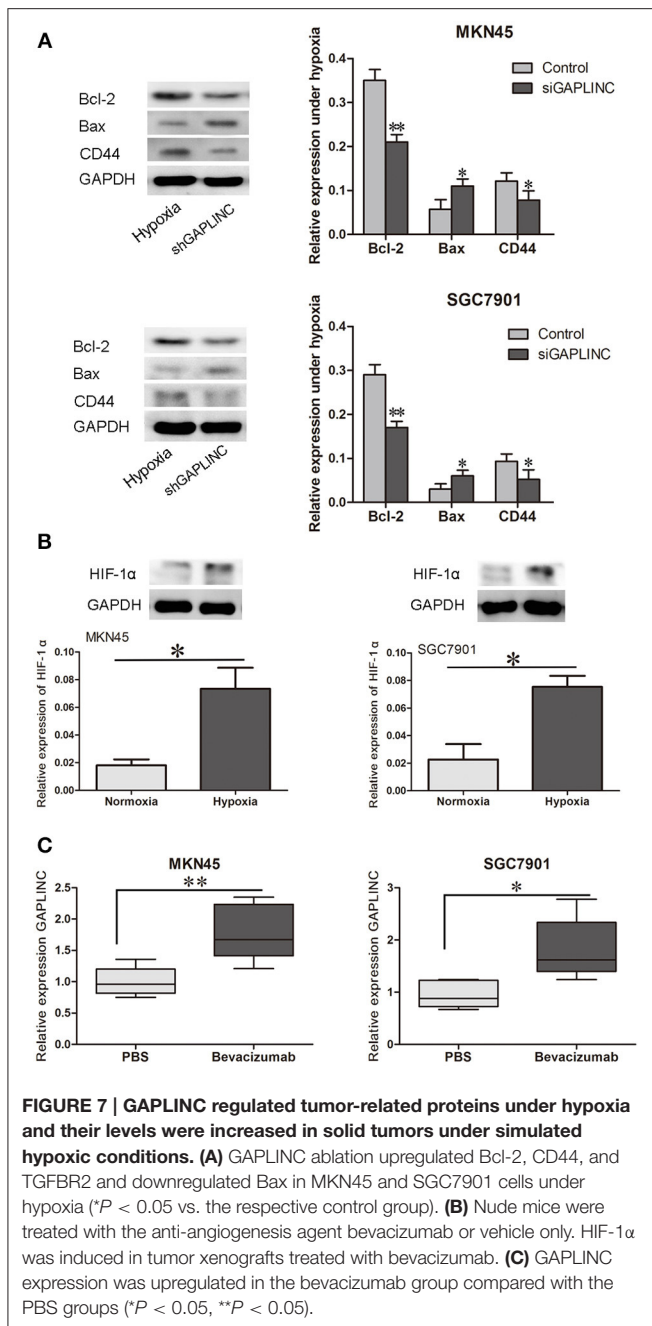 A
Bcl-2
Bax
CD44
GAPDH
Hypoxia
shGAPLINC
MKN45
Relative expression under hypoxia
0.4
0.3
0.2
0.1
0.0
Control
siGAPLINC
**
*
*
Bcl-2 Bax CD44
Bcl-2
Bax
CD44
GAPDH
Hypoxia
shGAPLINC
SGC7901
Relative expression under hypoxia
0.4
0.3
0.2
0.1
0.0
Control
siGAPLINC
**
*
*
Bcl-2 Bax CD44
B
HIF-1α
GAPDH
MKN45
Relative expression of HIF-1α
0.10
0.08
0.06
0.04
0.02
0.00
*
Normoxia Hypoxia
HIF-1α
GAPDH
SGC7901
Relative expression of HIF-1α
0.10
0.08
0.06
0.04
0.02
0.00
*
Normoxia Hypoxia
C
MKN45
Relative expression GAPLINC
2.5
2.0
1.5
1.0
0.5
0.0
**
PBS Bevacizumab
SGC7901
Relative expression GAPLINC
3
2
1
0
*
PBS Bevacizumab
FIGURE 7 | GAPLINC regulated tumor-related proteins under hypoxia
and their levels were increased in solid tumors under simulated
hypoxic conditions. (A) GAPLINC ablation upregulated Bcl-2, CD44, and
TGFBR2 and downregulated Bax in MKN45 and SGC7901 cells under
hypoxia (*P < 0.05 vs. the respective control group). (B) Nude mice were
treated with the anti-angiogenesis agent bevacizumab or vehicle only. HIF-1α
was induced in tumor xenografts treated with bevacizumab. (C) GAPLINC
expression was upregulated in the bevacizumab group compared with the
PBS groups (*P < 0.05, **P < 0.05).